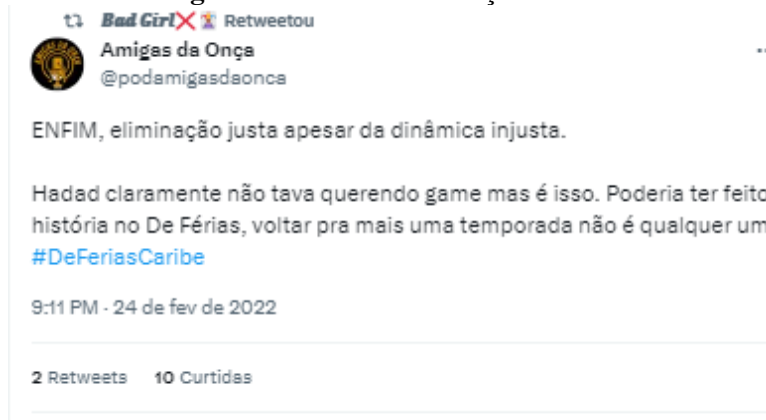 Bad Girl❌🤦 Retweetou
Amigas da Onça
@podamigasdaonca
ENFIM, eliminação justa apesar da dinâmica injusta.
Hadad claramente não tava querendo game mas é isso. Poderia ter feito
história no De Férias, voltar pra mais uma temporada não é qualquer um
#DeFeriasCaribe
9:11 PM · 24 de fev de 2022
2 Retweets 10 Curtidas